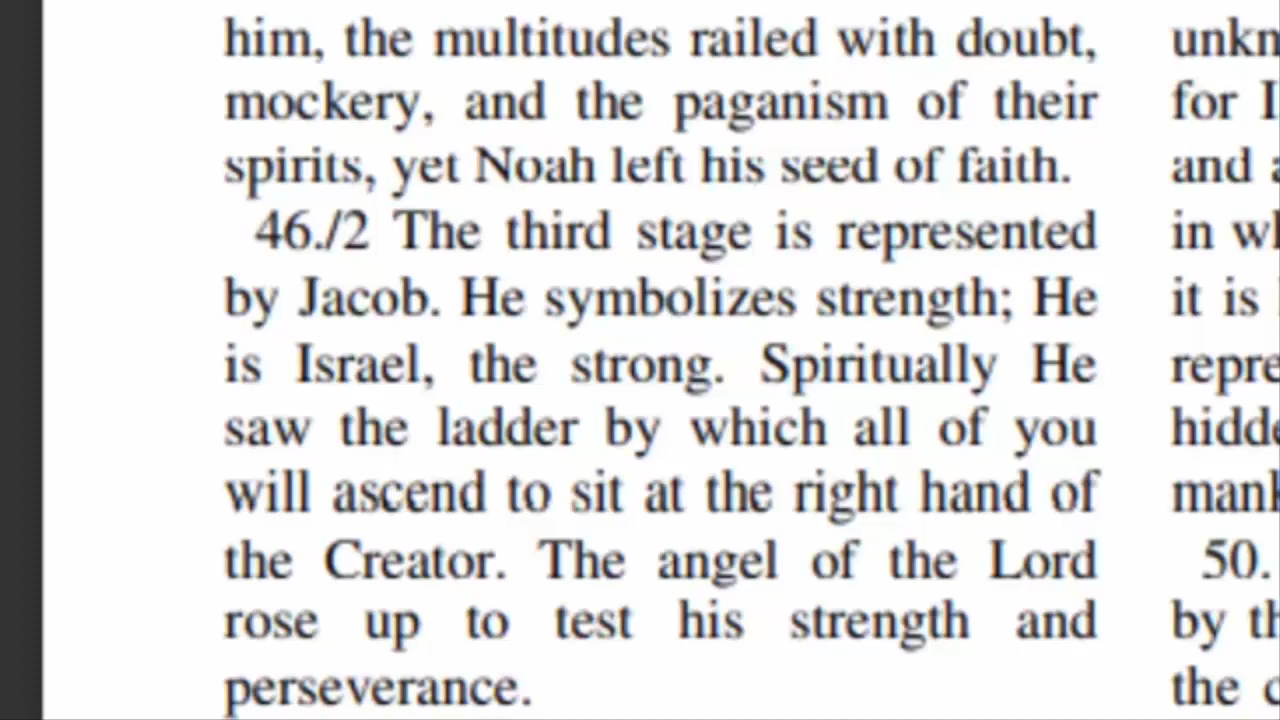 him, the multitudes railed with doubt,
mockery, and the paganism of their
spirits, yet Noah left his seed of faith.
46./2 The third stage is represented
by Jacob. He symbolizes strength; He
is Israel, the strong. Spiritually He
saw the ladder by which all of you
will ascend to sit at the right hand of
the Creator. The angel of the Lord
rose up to test his strength and
perseverance.
for
and
in
it is
50.
by
the